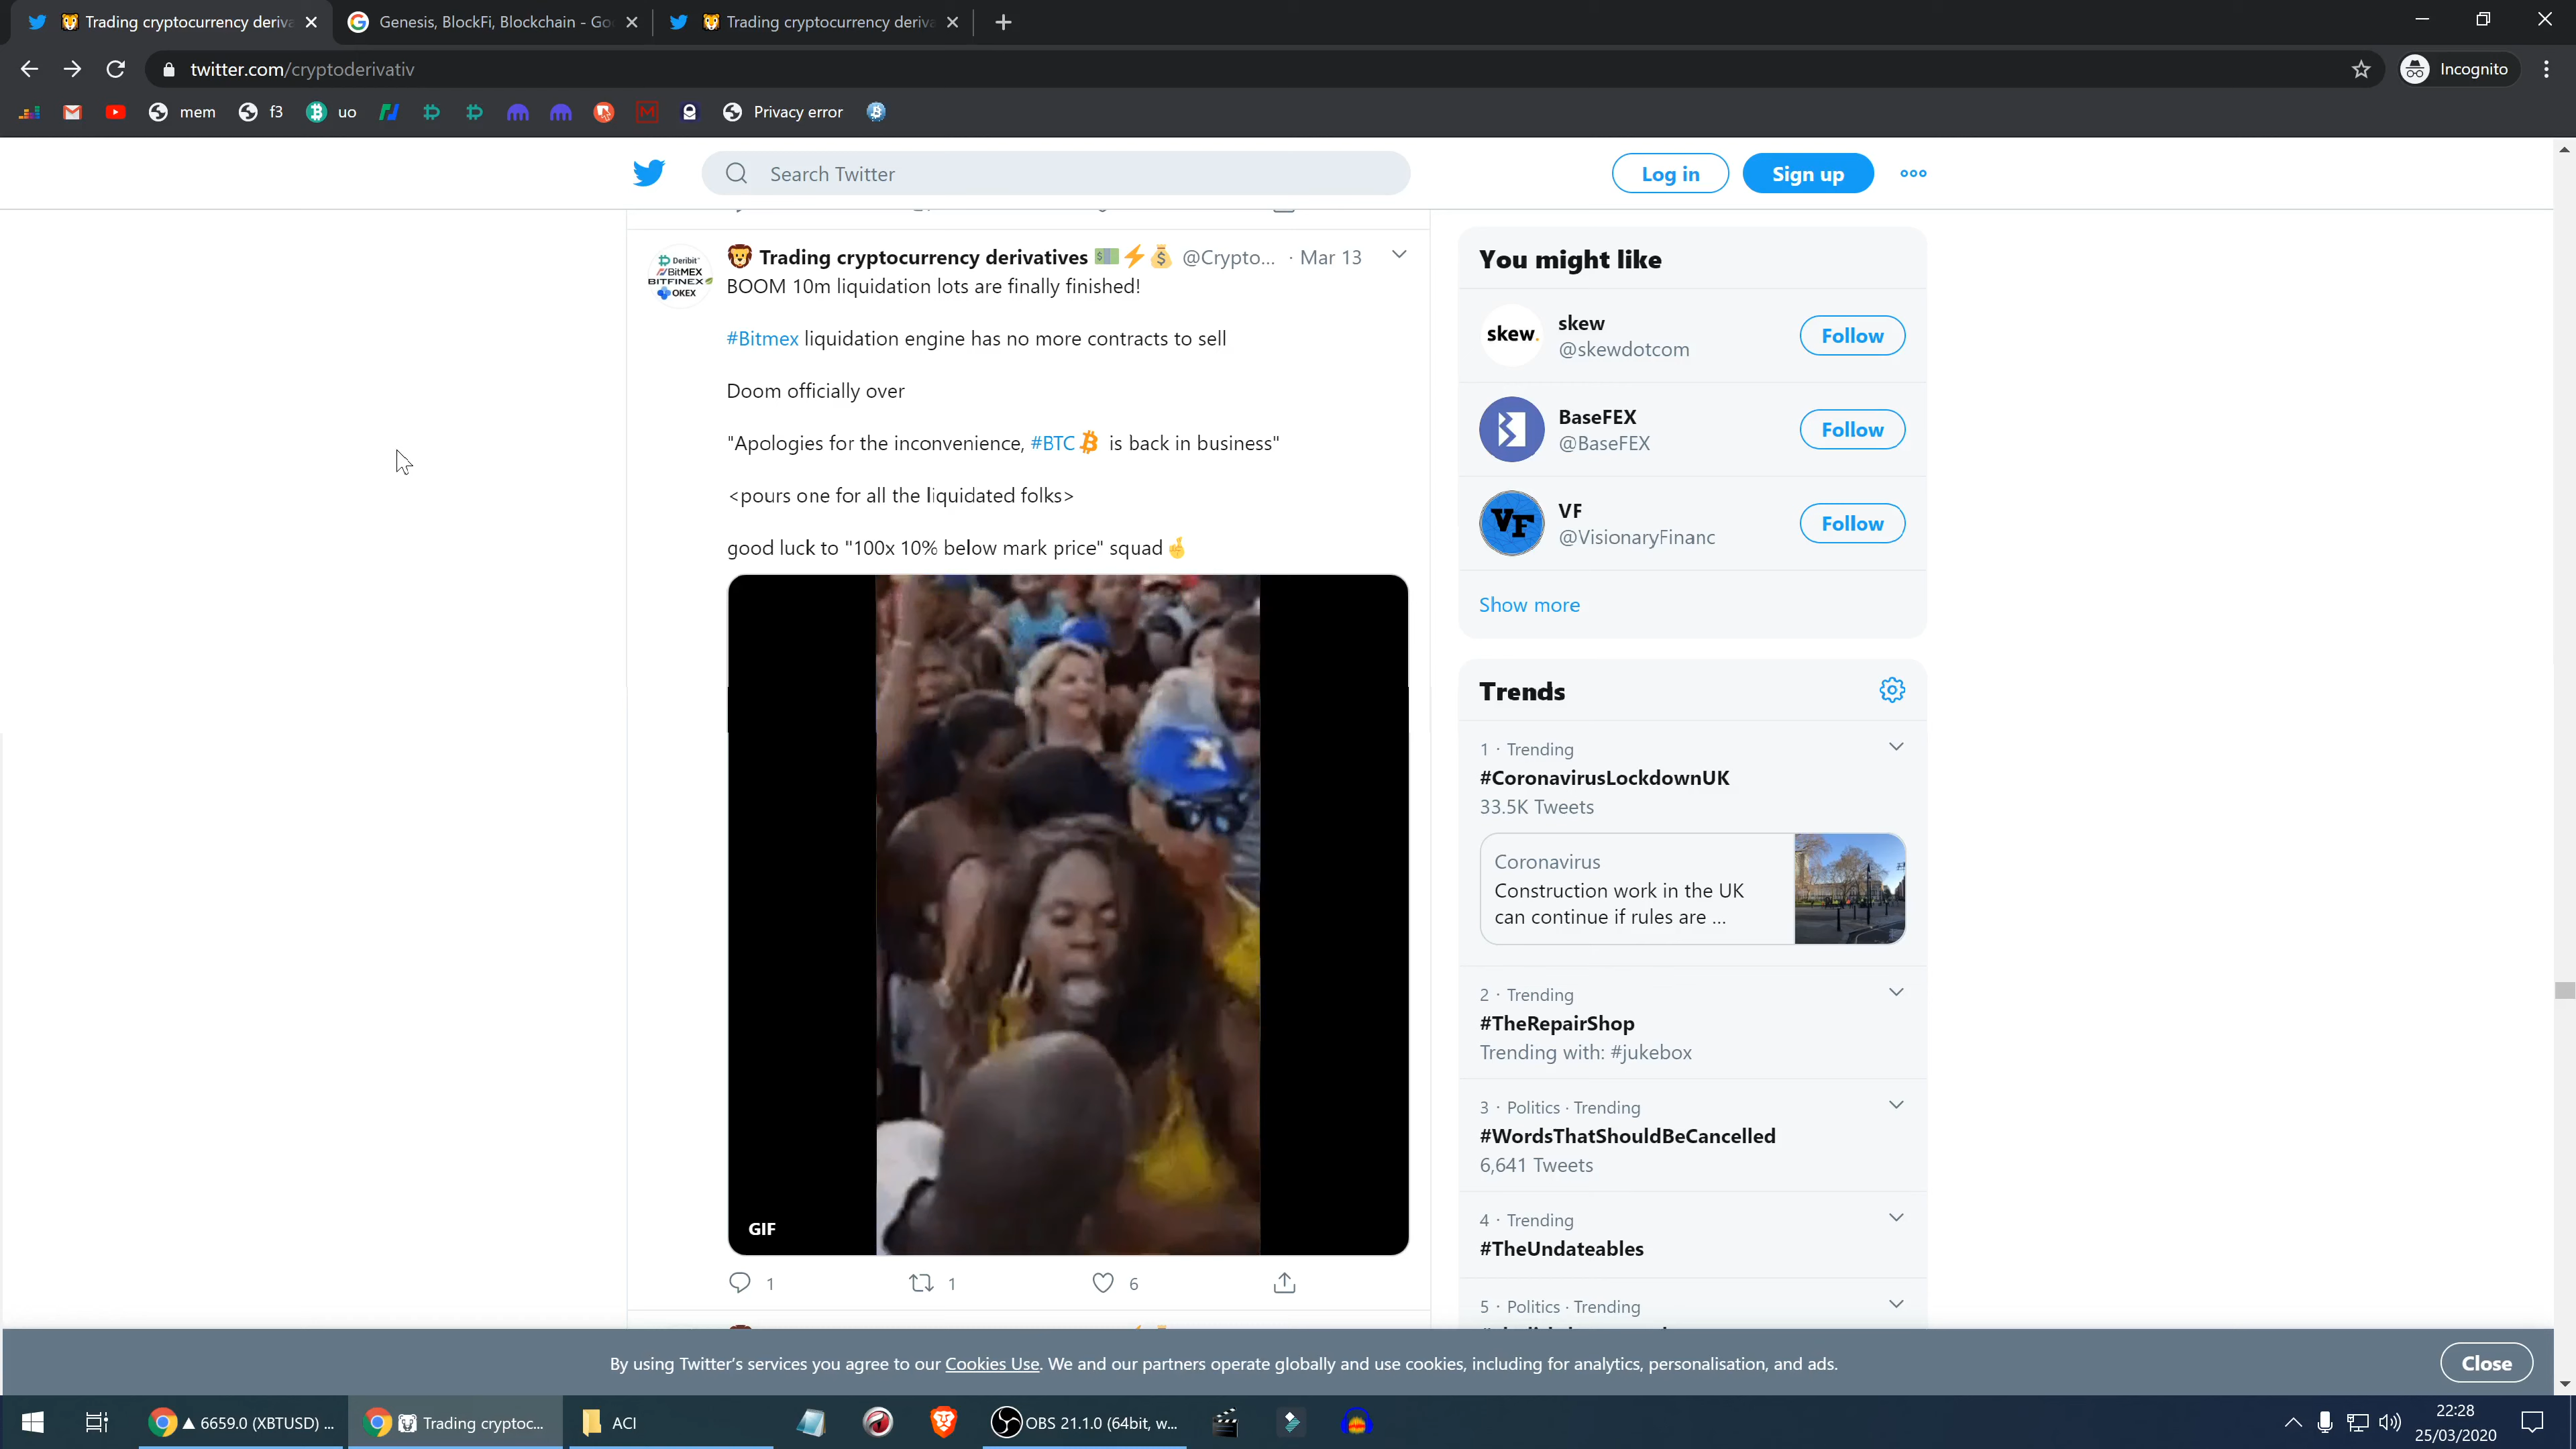 Trading cryptocurrency deriva
Genesis, BlockFi, Blockchain - Go
Trading cryptocurrency deriva
twitter.com/cryptoderivativ
Incognito
mem
f3
uo
Privacy error
Search Twitter
Log in
Sign up
Trading cryptocurrency derivatives @Crypto... · Mar 13
Deribit
BitMEX
BITFINEX
OKEX
BOOM 10m liquidation lots are finally finished!
#Bitmex liquidation engine has no more contracts to sell
Doom officially over
"Apologies for the inconvenience, #BTC is back in business"
<pours one for all the liquidated folks>
good luck to "100x 10% below mark price" squad
GIF
1
1
6
You might like
skew.
skew
@skewdotcom
Follow
BaseFEX
@BaseFEX
Follow
VF
VF
@VisionaryFinanc
Follow
Show more
Trends
1 · Trending
#CoronavirusLockdownUK
33.5K Tweets
Coronavirus
Construction work in the UK
can continue if rules are ...
2 · Trending
#TheRepairShop
Trending with: #jukebox
3 · Politics · Trending
#WordsThatShouldBeCancelled
6,641 Tweets
4 · Trending
#TheUndateables
5 · Politics · Trending
By using Twitter's services you agree to our Cookies Use. We and our partners operate globally and use cookies, including for analytics, personalisation, and ads.
Close
▲ 6659.0 (XBTUSD) ...
Trading cryptoc...
ACI
OBS 21.1.0 (64bit, w...
22:28
25/03/2020